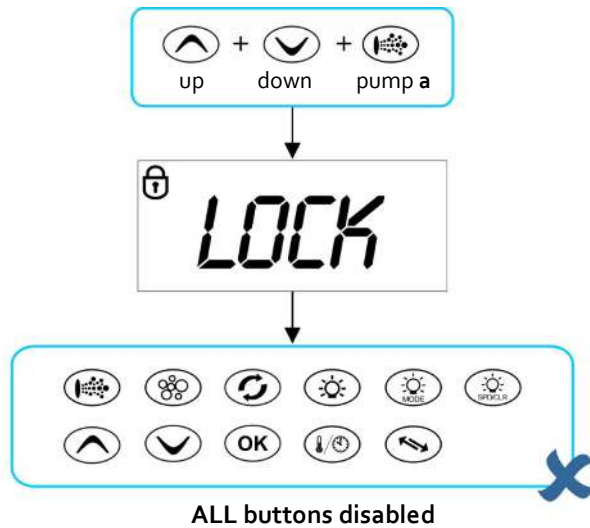 + +
up down pump a
LOCK
MODE SPD/CLR
OK
ALL buttons disabled